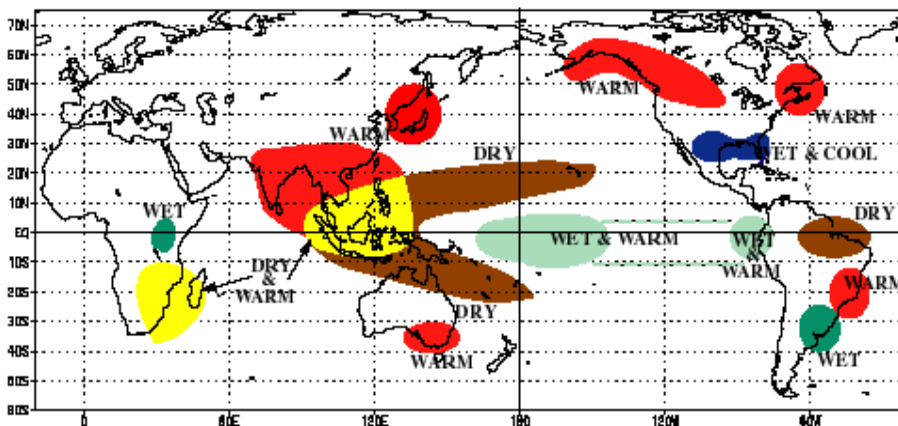 70N
60N
50N
WARM
WARM
40N
WARM
30N
DRY
WET & COOL
20N
WET
10N
DRY
EQ
WET & WARM
WET
&
WARM
10S
DRY
&
WARM
20S
WARM
DRY
30S
40S
WARM
WET
50S
60S
0
60E
120E
180
120W
60W